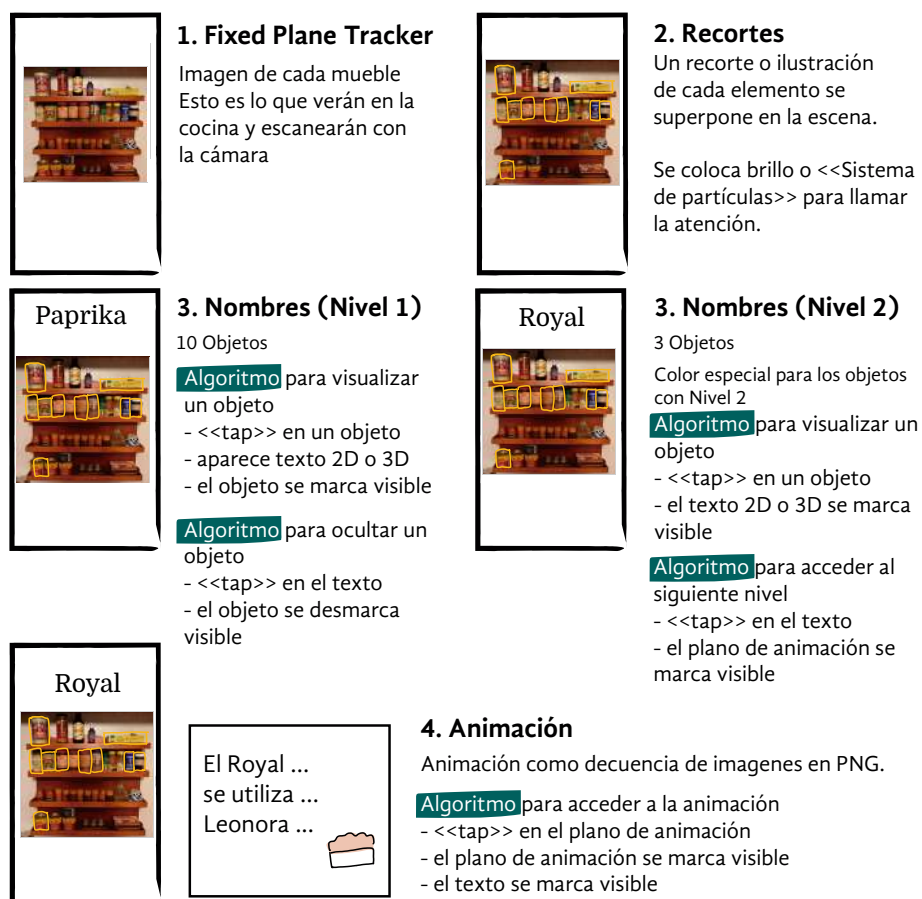 1. Fixed Plane Tracker
Imagen de cada mueble
Esto es lo que verán en la
cocina y escanearán con
la cámara
2. Recortes
Un recorte o ilustración
de cada elemento se
superpone en la escena.
Se coloca brillo o <<Sistema
de partículas>> para llamar
la atención.
Paprika
3. Nombres (Nivel 1)
10 Objetos
Algoritmo para visualizar
un objeto
- <<tap>> en un objeto
- aparece texto 2D o 3D
- el objeto se marca visible
Algoritmo para ocultar un
objeto
- <<tap>> en el texto
- el objeto se desmarca
visible
Royal
3. Nombres (Nivel 2)
3 Objetos
Color especial para los objetos
con Nivel 2
Algoritmo para visualizar un
objeto
- <<tap>> en un objeto
- el texto 2D o 3D se marca
visible
Algoritmo para acceder al
siguiente nivel
- <<tap>> en el texto
- el plano de animación se
marca visible
Royal
El Royal ...
se utiliza ...
Leonora ...
4. Animación
Animación como decuencia de imagenes en PNG.
Algoritmo para acceder a la animación
- <<tap>> en el plano de animación
- el plano de animación se marca visible
- el texto se marca visible